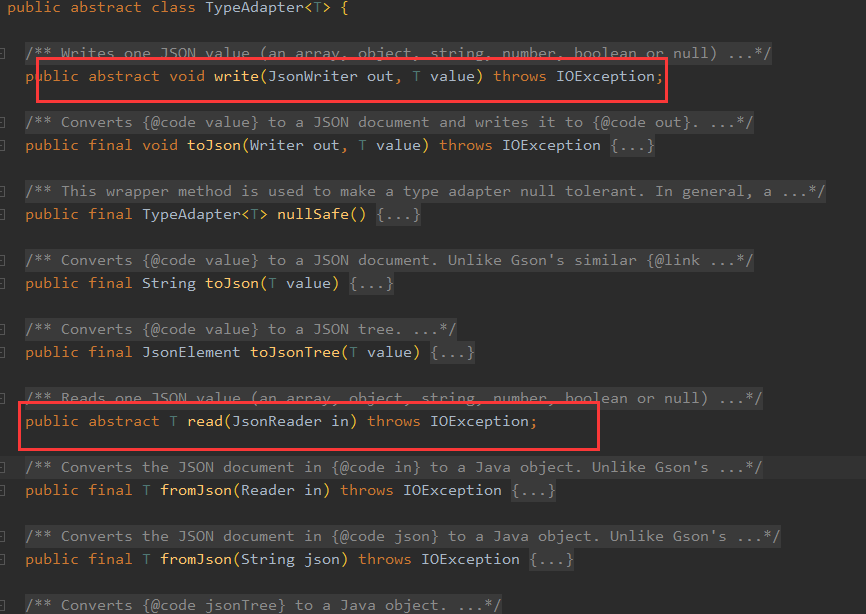 public abstract class TypeAdapter<T> {
/** Writes one JSON value (an array, object, string, number, boolean or null) ...*/
public abstract void write(JsonWriter out, T value) throws IOException;
/** Converts {@code value} to a JSON document and writes it to {@code out}. ...*/
public final void toJson(Writer out, T value) throws IOException {...}
/** This wrapper method is used to make a type adapter null tolerant. In general, a ...*/
public final TypeAdapter<T> nullSafe() {...}
/** Converts {@code value} to a JSON document. Unlike Gson's similar {@link ...*/
public final String toJson(T value) {...}
/** Converts {@code value} to a JSON tree. ...*/
public final JsonElement toJsonTree(T value) {...}
/** Reads one JSON value (an array, object, string, number, boolean or null) ...*/
public abstract T read(JsonReader in) throws IOException;
/** Converts the JSON document in {@code in} to a Java object. Unlike Gson's ...*/
public final T fromJson(Reader in) throws IOException {...}
/** Converts the JSON document in {@code json} to a Java object. Unlike Gson's ...*/
public final T fromJson(String json) throws IOException {...}
/** Converts {@code jsonTree} to a Java object. ...*/